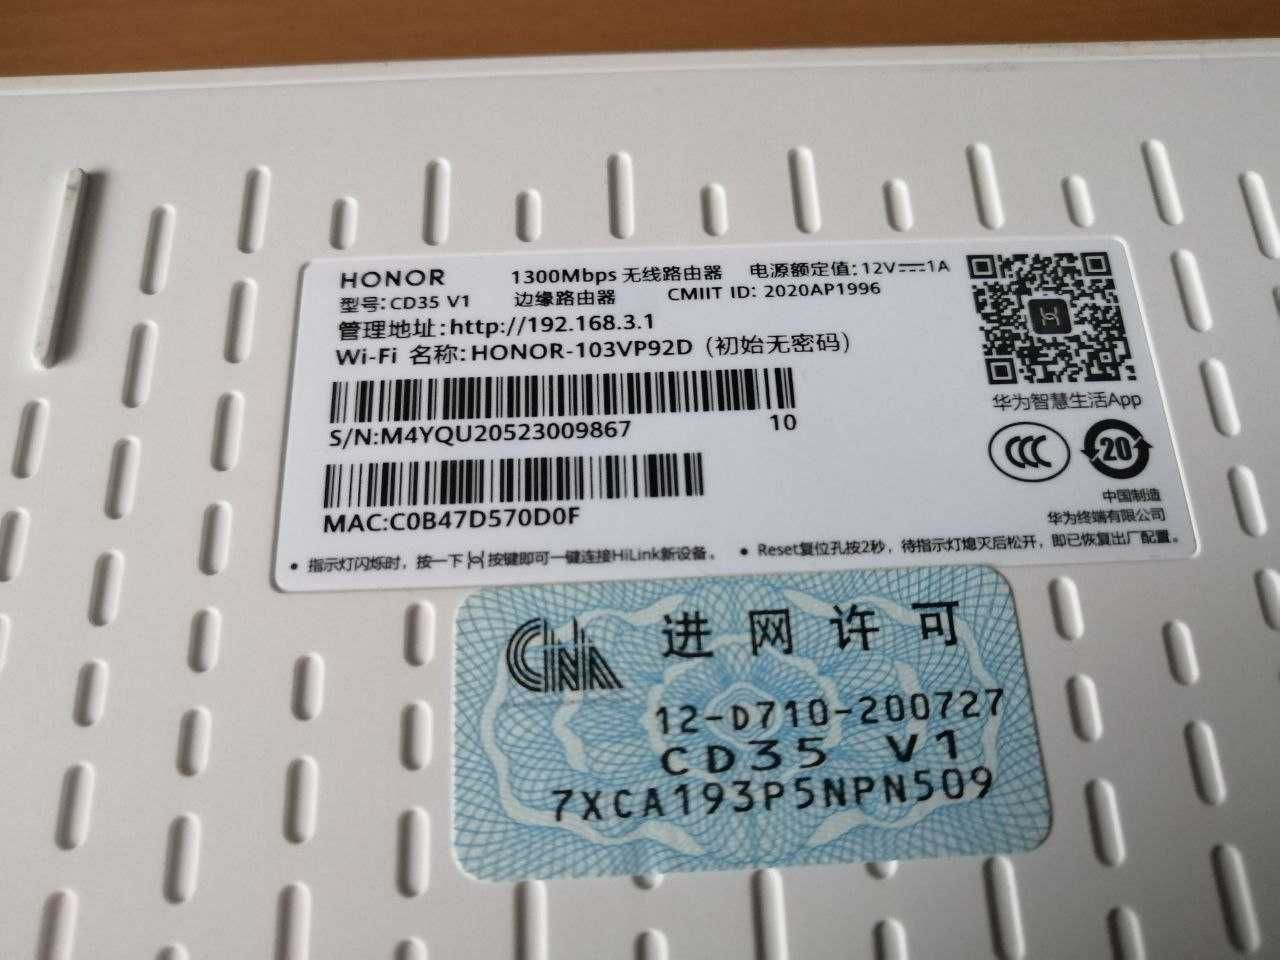 HONOR 1300Mbps 无线路由器 电源额定值: 12V⎓1A
型号: CD35 V1 边缘路由器 CMIIT ID: 2020AP1996
管理地址: http://192.168.3.1
Wi-Fi 名称: HONOR-103VP92D (初始无密码)
S/N:M4YQU20523009867 10
MAC:C0B47D570D0F
华为智慧生活App
CCC
20
中国制造
华为终端有限公司
• 指示灯闪烁时，按一下 按键即可一键连接HiLink新设备。 • Reset复位孔按2秒，待指示灯熄灭后松开，即已恢复出厂配置。
CNA 进网许可
12-D710-200727
CD35 V1
7XCA193P5NPN509